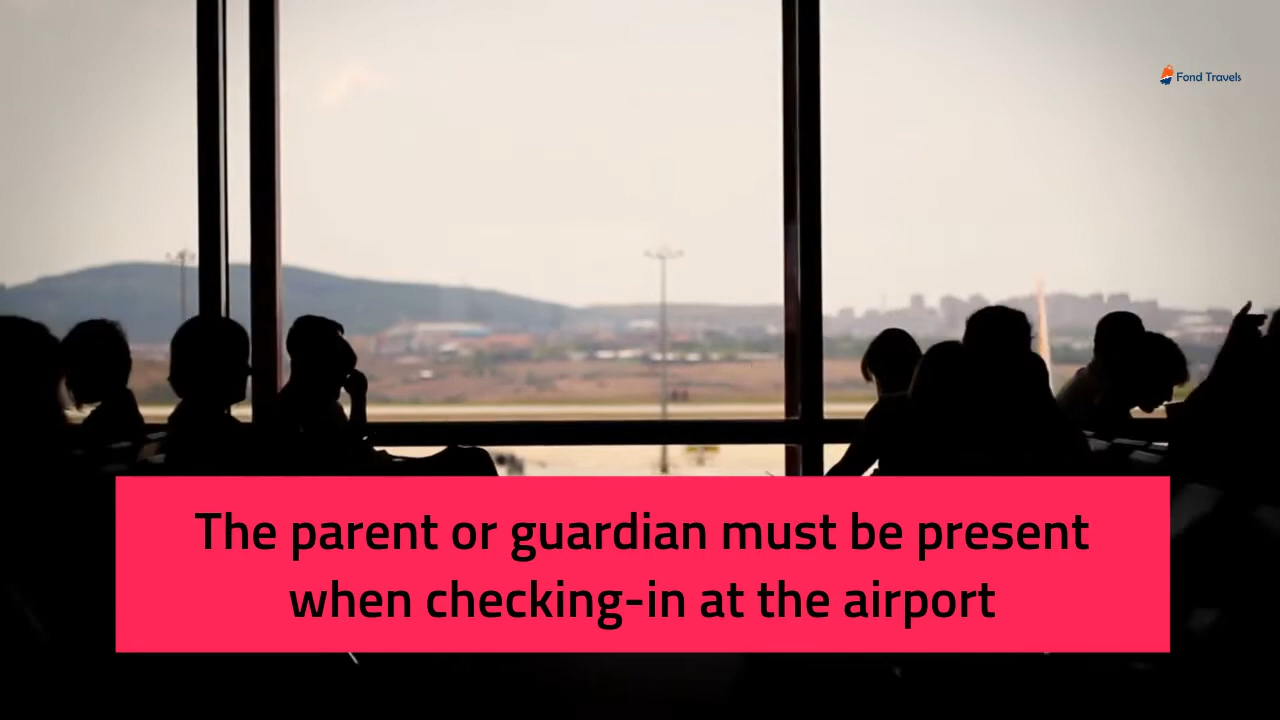 Fond Travels
The parent or guardian must be present
when checking-in at the airport